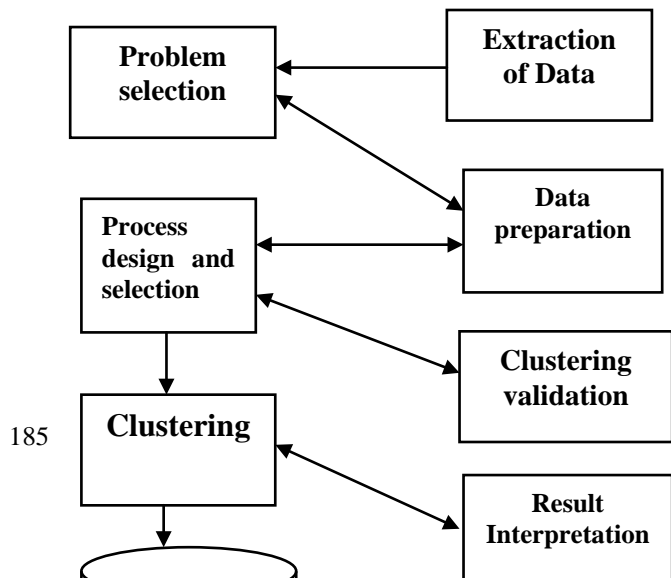 Problem
selection
Extraction
of Data
Process
design and
selection
Data
preparation
Clustering
validation
185
Clustering
Result
Interpretation